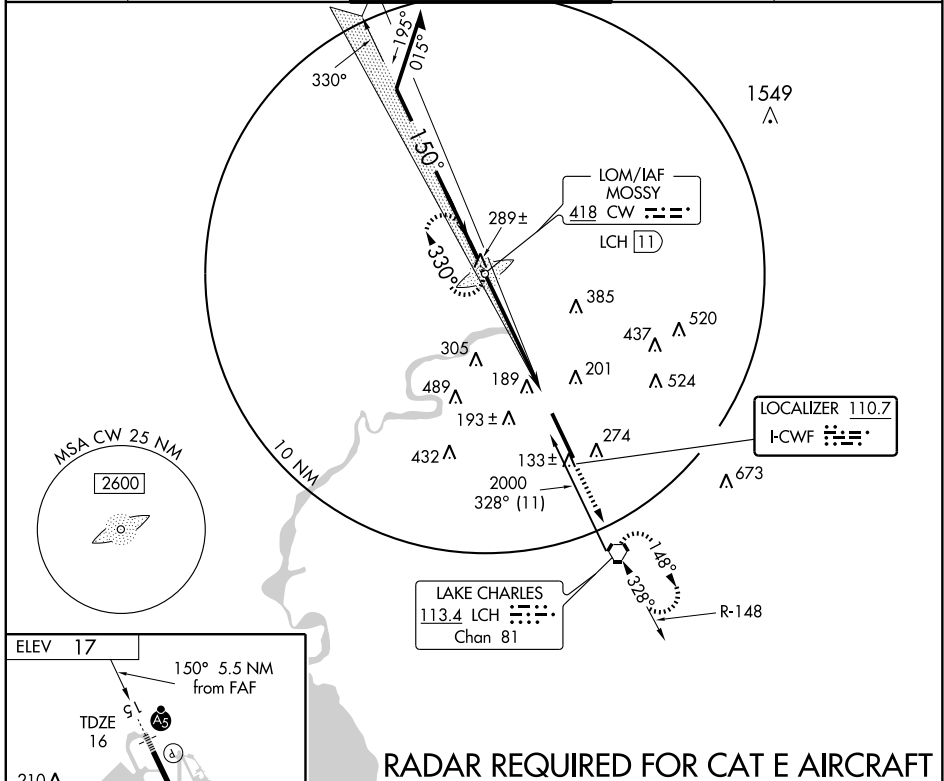 195°
015°
330°
1549
150°
LOM/IAF
MOSSY
418 CW
LCH 11
289±
330°
385
520
437
305
201
524
489
189
193±
LOCALIZER 110.7
I-CWF
MSA CW 25 NM
2600
10 NM
432
274
133±
673
2000
328° (11)
148°
328°
LAKE CHARLES
113.4 LCH
Chan 81
R-148
ELEV 17
150° 5.5 NM
from FAF
15
TDZE
16
A5
P
210
RADAR REQUIRED FOR CAT E AIRCRAFT